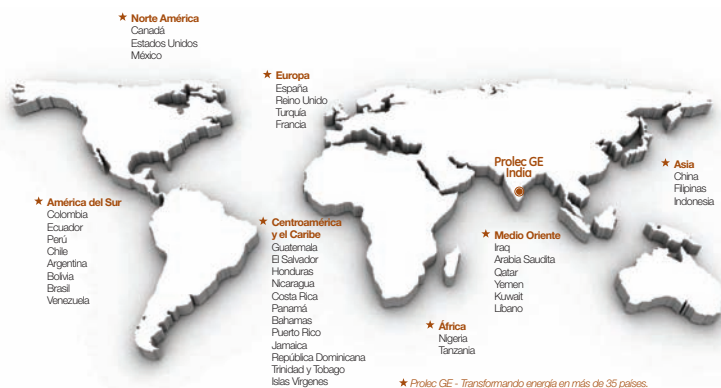 ★ Norte América
Canadá
Estados Unidos
México
★ Europa
España
Reino Unido
Turquía
Francia
Prolec GE
India
★ Asia
China
Filipinas
Indonesia
★ América del Sur
Colombia
Ecuador
Perú
Chile
Argentina
Bolivia
Brasil
Venezuela
★ Centroamérica
y el Caribe
Guatemala
El Salvador
Honduras
Nicaragua
Costa Rica
Panamá
Bahamas
Puerto Rico
Jamaica
República Dominicana
Trinidad y Tobago
Islas Vírgenes
★ Medio Oriente
Iraq
Arabia Saudita
Qatar
Yemen
Kuwait
Líbano
★ África
Nigeria
Tanzania
★ Prolec GE - Transformando energía en más de 35 países.